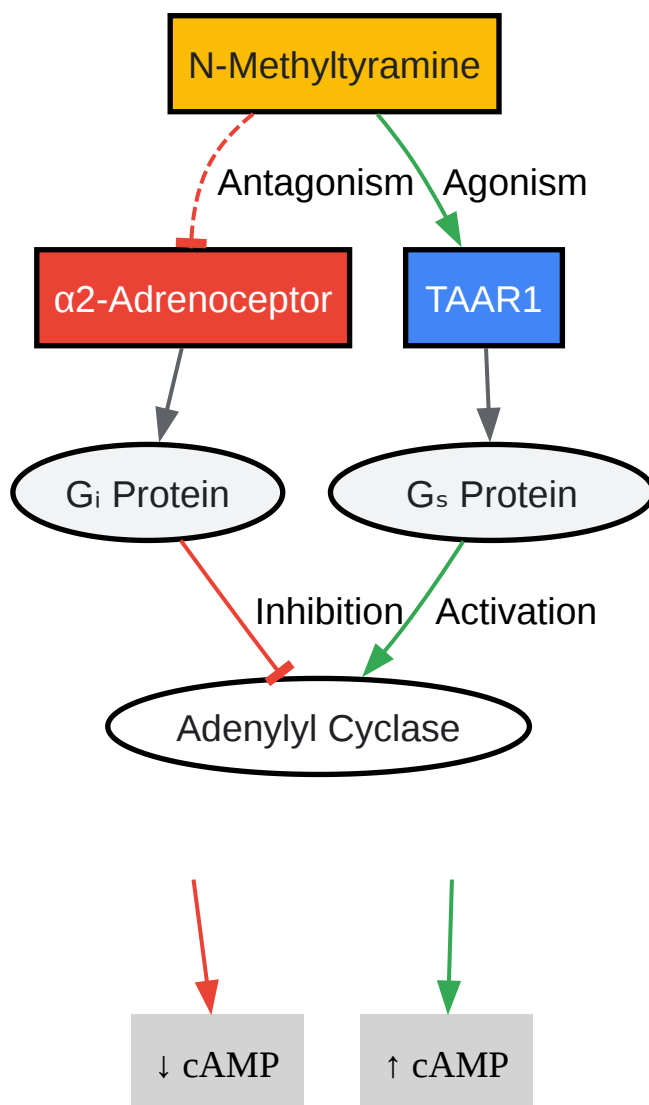 N-Methyltyramine
Antagonism
Agonism
α2-Adrenoceptor
TAAR1
Gᵢ Protein
Gₛ Protein
Inhibition
Activation
Adenylyl Cyclase
↓ cAMP
↑ cAMP